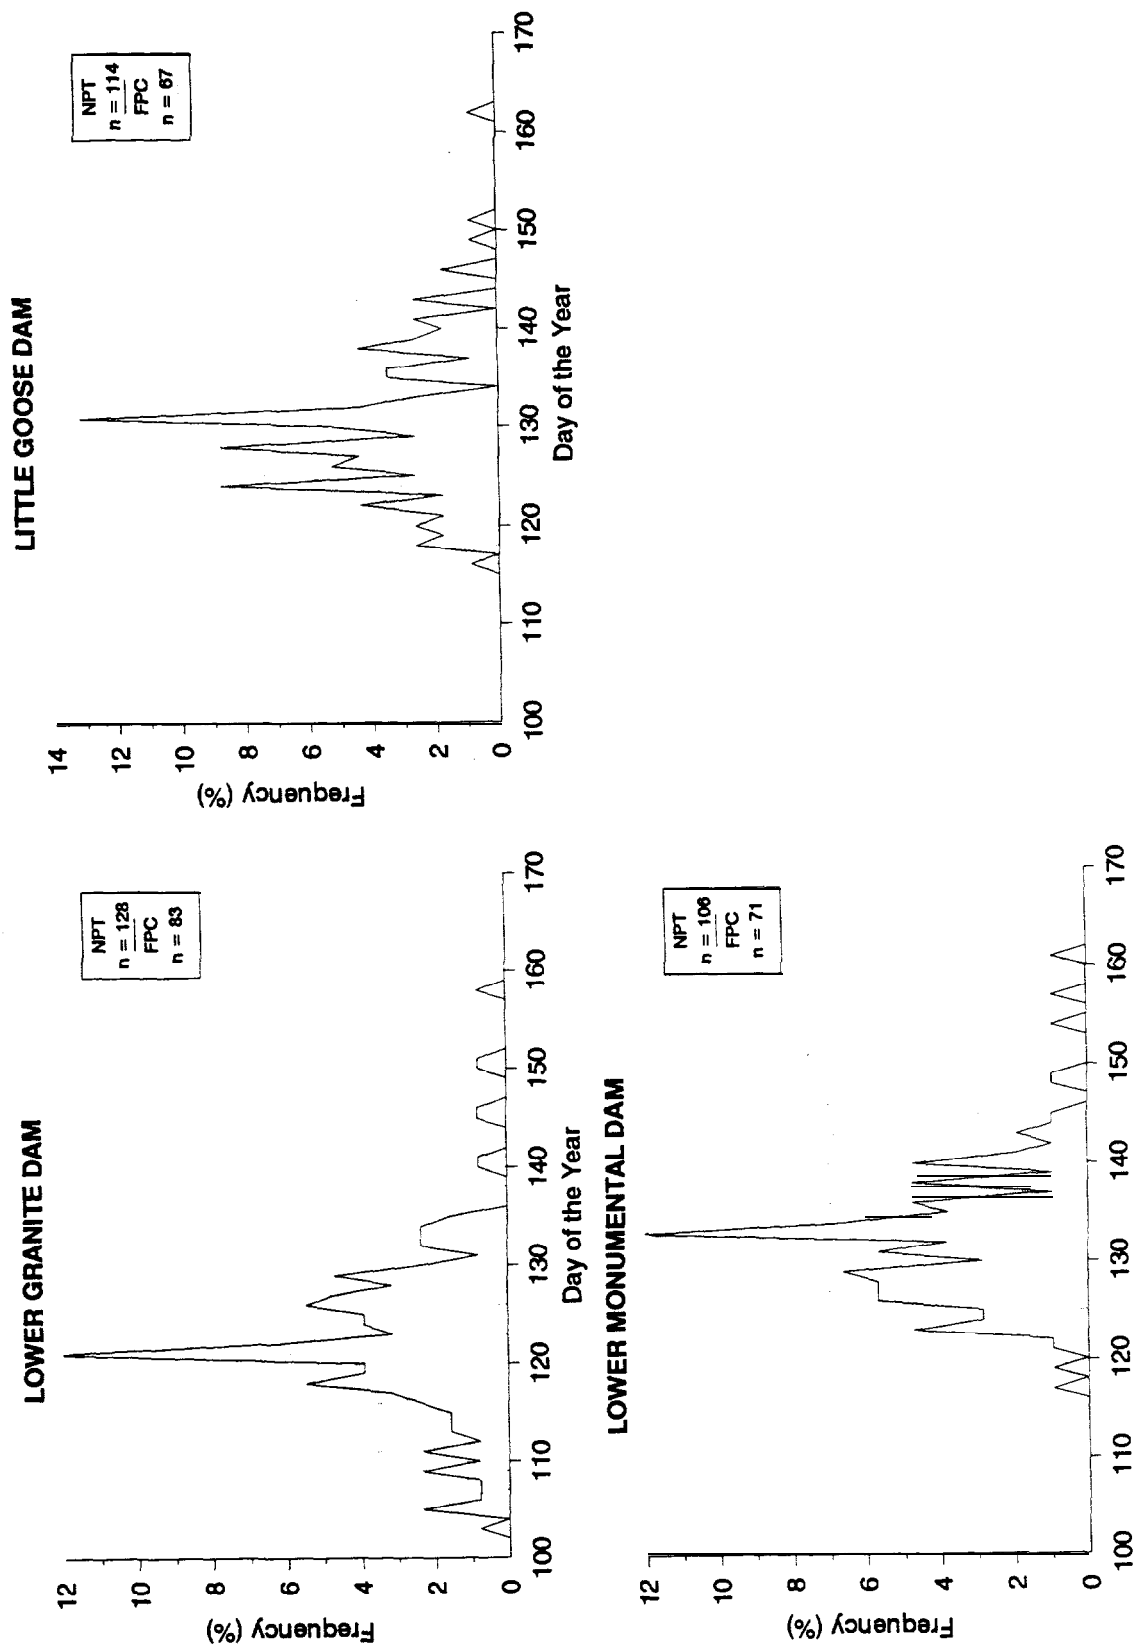 LOWER GRANITE DAM
NPT
n = 128
FPC
n = 83
Frequency (%)
12
10
8
6
4
2
0
100
110
120
130
140
150
160
170
Day of the Year
LITTLE GOOSE DAM
NPT
n = 114
FPC
n = 67
Frequency (%)
14
12
10
8
6
4
2
0
100
110
120
130
140
150
160
170
Day of the Year
LOWER MONUMENTAL DAM
NPT
n = 106
FPC
n = 71
Frequency (%)
12
10
8
6
4
2
0
100
110
120
130
140
150
160
170